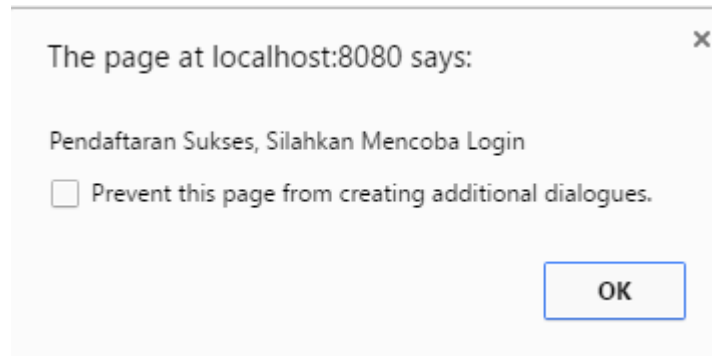 The page at localhost:8080 says:
Pendaftaran Sukses, Silahkan Mencoba Login
Prevent this page from creating additional dialogues.
OK